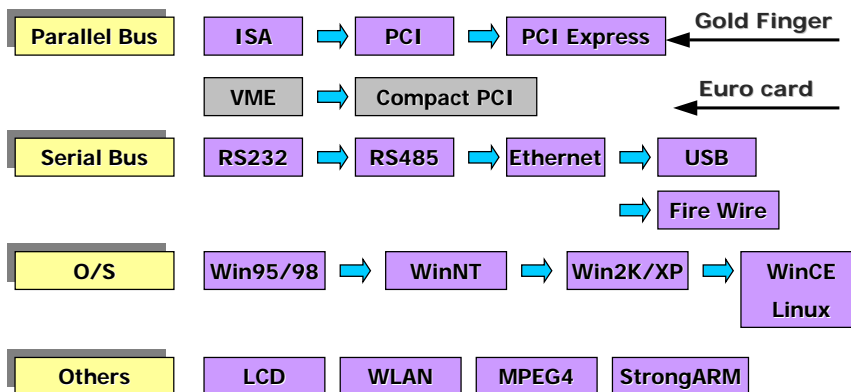 Parallel Bus ISA PCI PCI Express Gold Finger
VME Compact PCI Euro card
Serial Bus RS232 RS485 Ethernet USB
Fire Wire
O/S Win95/98 WinNT Win2K/XP WinCE
Linux
Others LCD WLAN MPEG4 StrongARM